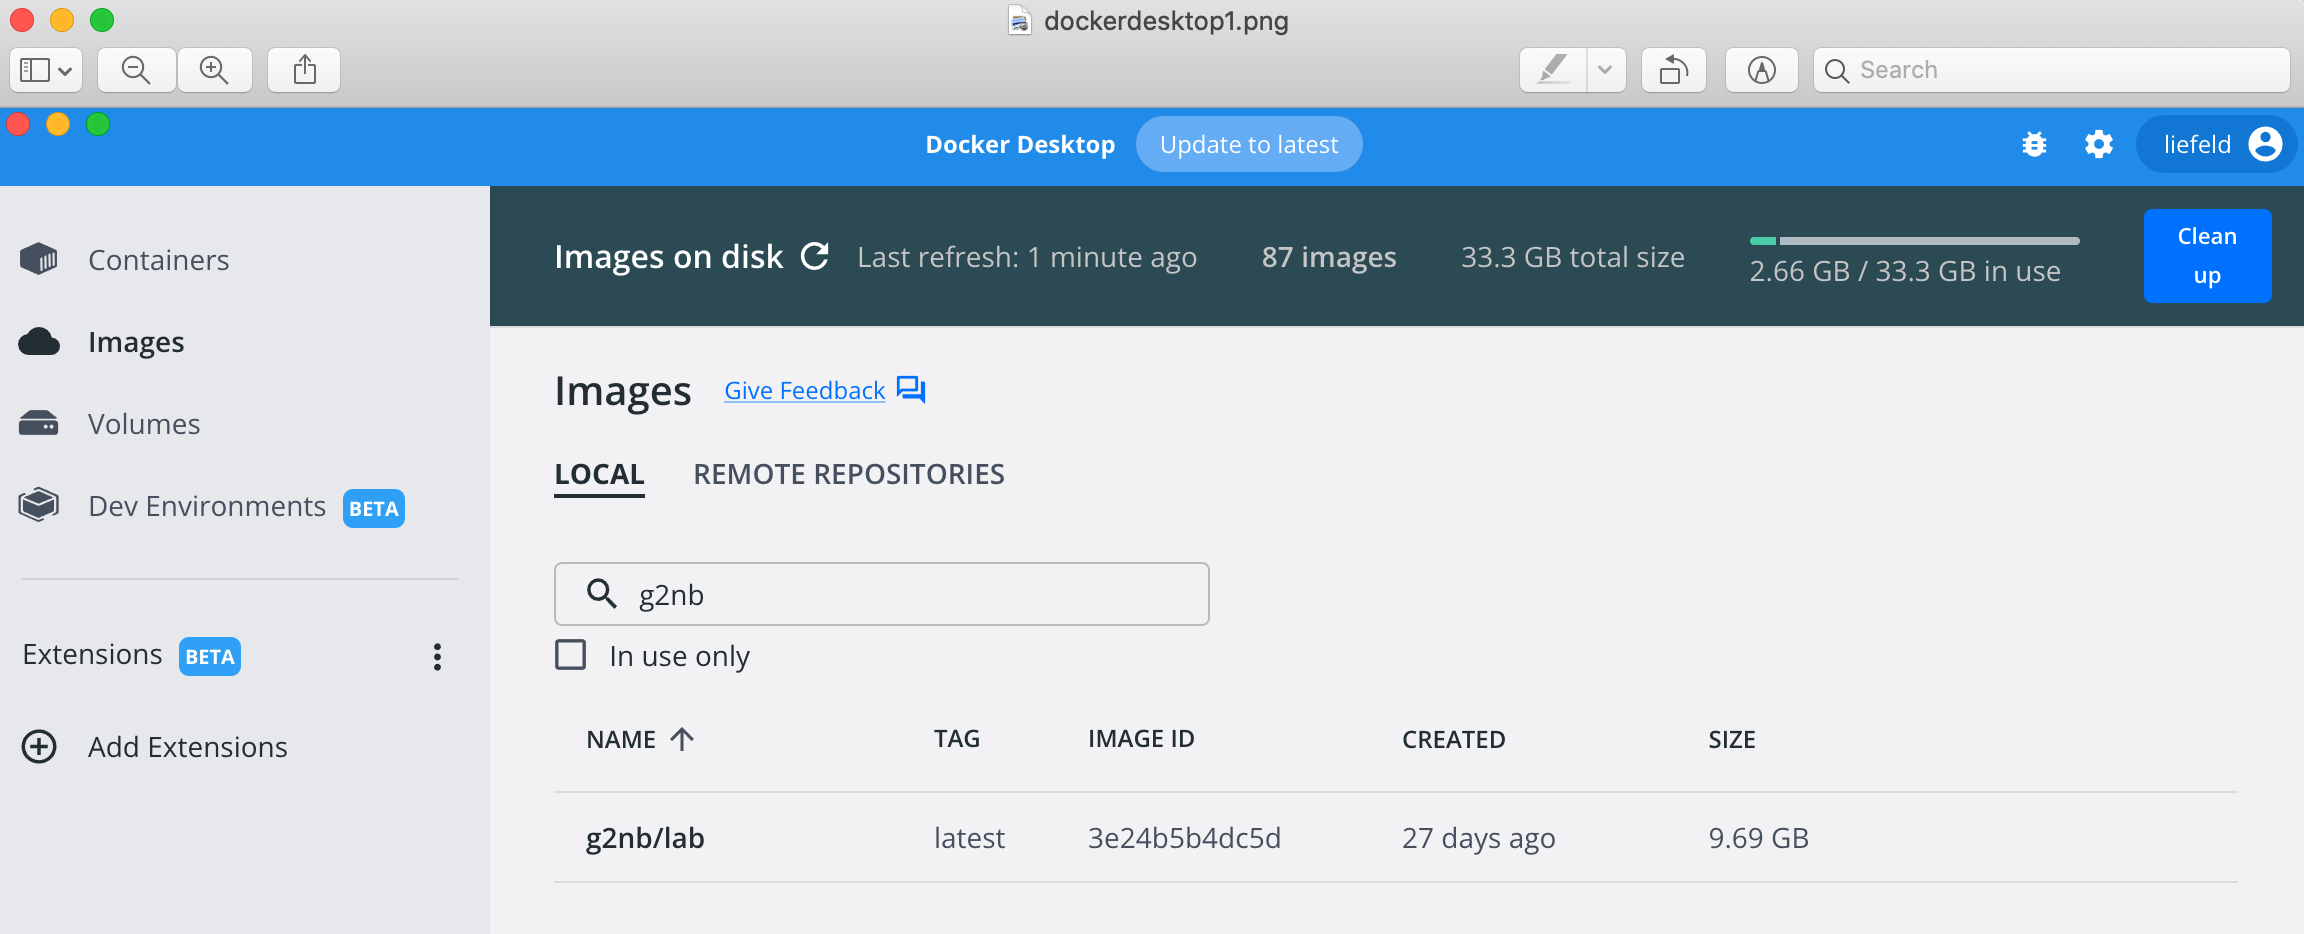 dockerdesktop1.png
Search
Docker Desktop Update to latest liefeld
Images on disk Last refresh: 1 minute ago 87 images 33.3 GB total size 2.66 GB / 33.3 GB in use Clean up
Containers
Images
Volumes
Dev Environments BETA
Extensions BETA
Add Extensions
Images Give Feedback
LOCAL REMOTE REPOSITORIES
g2nb
In use only
NAME TAG IMAGE ID CREATED SIZE
g2nb/lab latest 3e24b5b4dc5d 27 days ago 9.69 GB